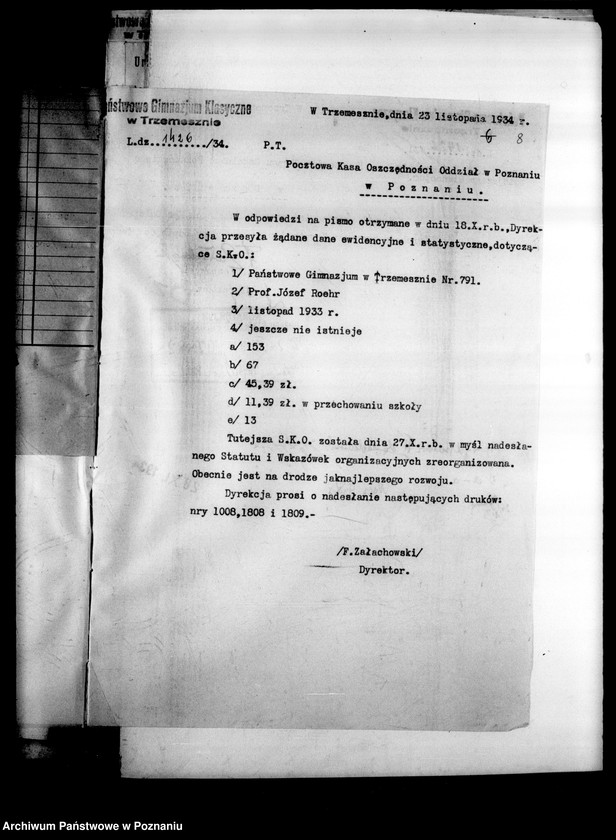 aństwowe Gimnazjum Klasyczne
w Trzemesznie
W Trzemesznie,dnia 23 listopada 1934 r.
6 8
L.dz...1426.../34.
P.T.
Pocztowa Kasa Oszczędności Oddział w Poznaniu
w Poznaniu.
W odpowiedzi na pismo otrzymane w dniu 18.X.r.b.,Dyrek-
cja przesyła żądane dane ewidencyjne i statystyczne,dotyczą-
ce S.K.O.:
1/ Państwowe Gimnazjum w Trzemesznie Nr.791.
2/ Prof.Józef Roehr
3/ listopad 1933 r.
4/ jeszcze nie istnieje
a/ 153
b/ 67
c/ 45,39 zł.
d/ 11,39 zł. w przechowaniu szkoły
e/ 13
Tutejsza S.K.O. została dnia 27.X.r.b. w myśl nadesła-
nego Statutu i Wskazówek organizacyjnych zreorganizowana.
Obecnie jest na drodze jaknajlepszego rozwoju.
Dyrekcja prosi o nadesłanie następujących druków:
nry 1008,1808 i 1809.-
/F.Załachowski/
Dyrektor.
Archiwum Państwowe w Poznaniu